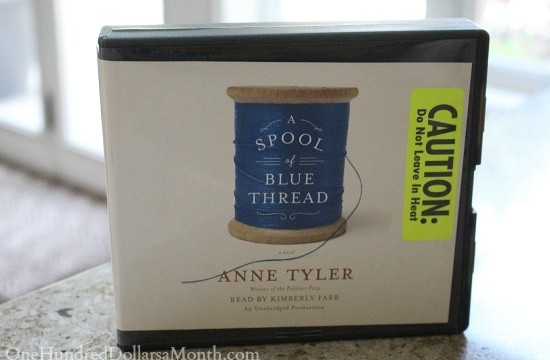 A
SPOOL
of
BLUE
THREAD
A NOVEL
ANNE TYLER
Winner of the Pulitzer Prize
READ BY KIMBERLY FARR
An Unabridged Production
CAUTION:
Do Not Leave In Heat
OneHundredDollarsaMonth.com